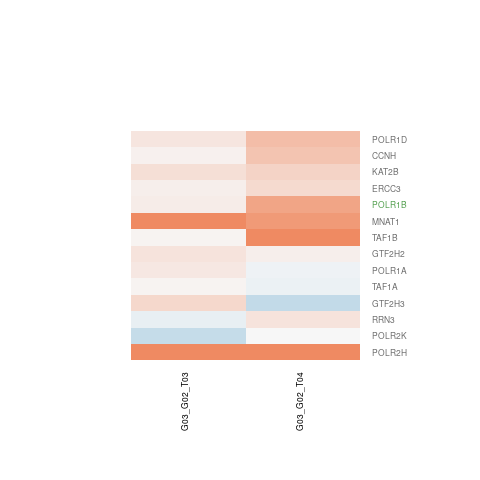 POLR1D
CCNH
KAT2B
ERCC3
POLR1B
MNAT1
TAF1B
GTF2H2
POLR1A
TAF1A
GTF2H3
RRN3
POLR2K
POLR2H
G03_G02_T03
G03_G02_T04